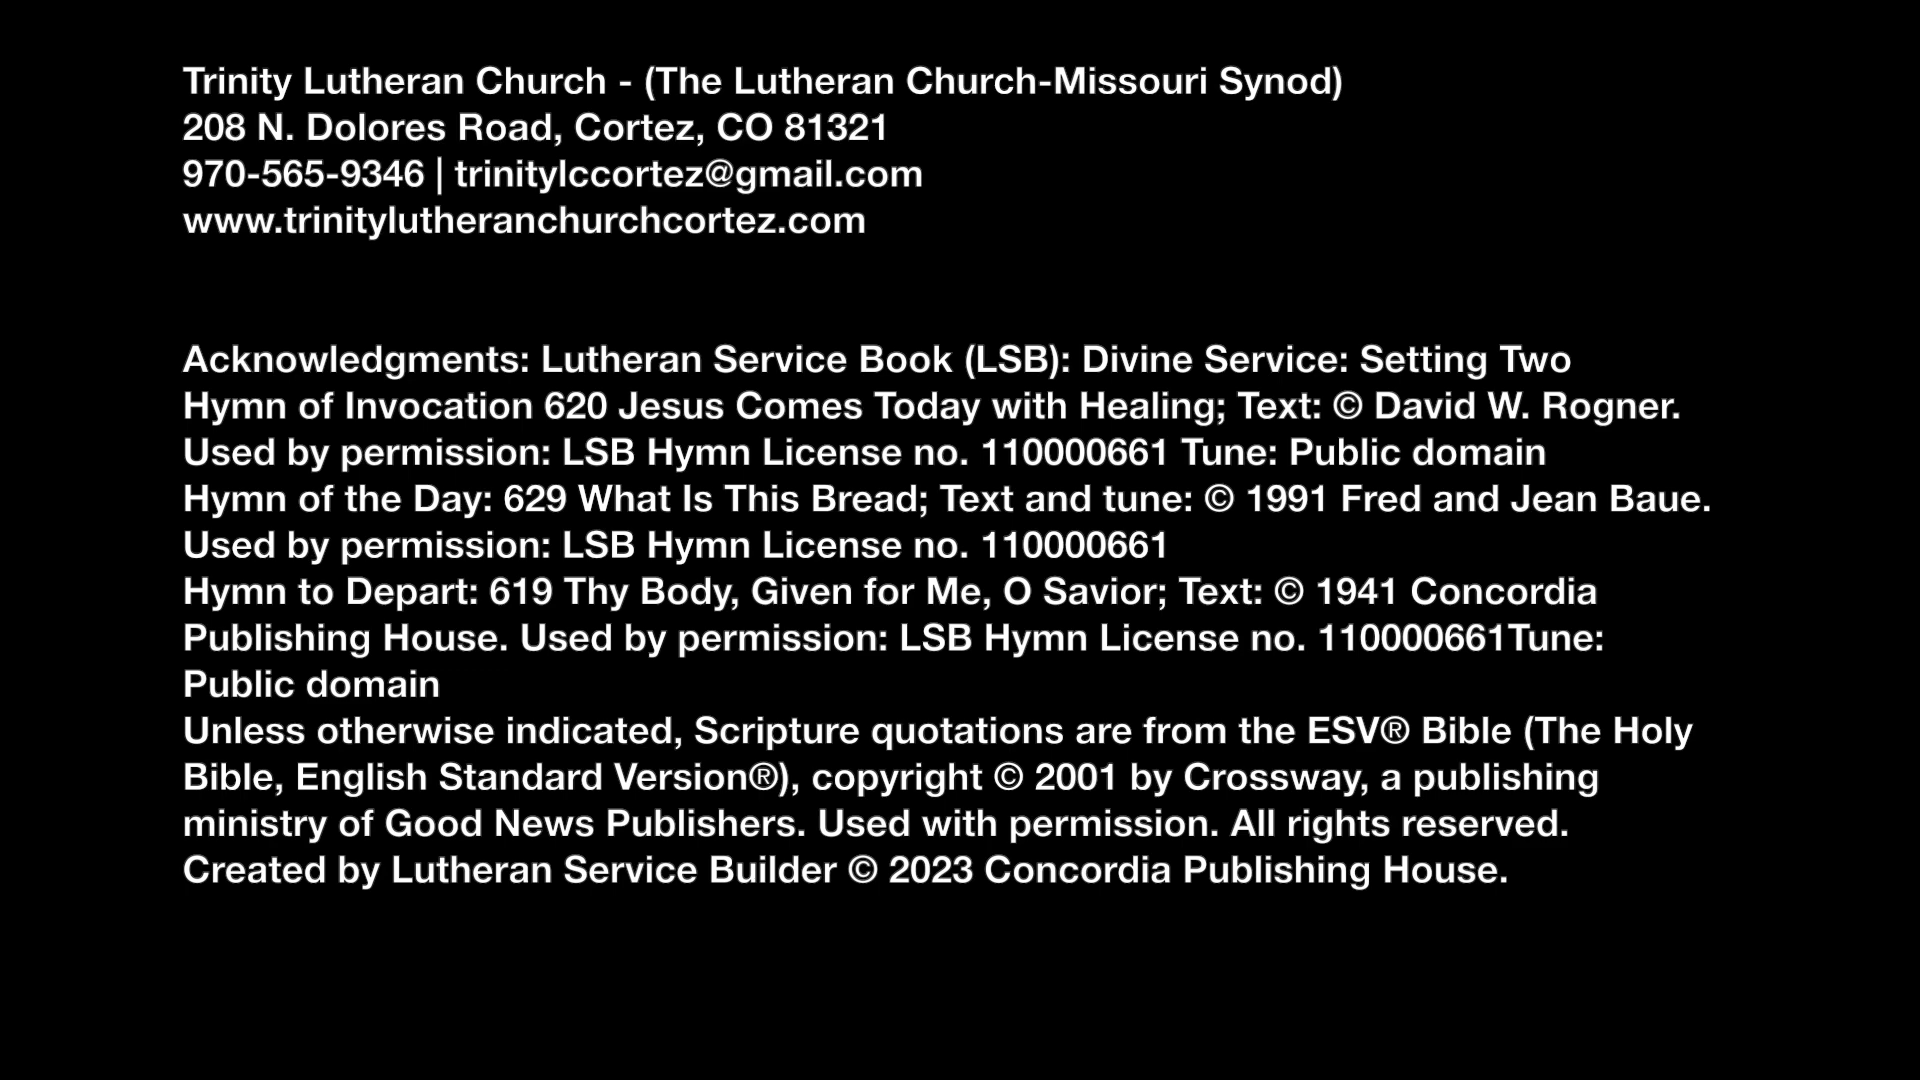 Trinity Lutheran Church - (The Lutheran Church-Missouri Synod)
208 N. Dolores Road, Cortez, CO 81321
970-565-9346 | trinitylccortez@gmail.com
www.trinitylutheranchurchcortez.com
Acknowledgments: Lutheran Service Book (LSB): Divine Service: Setting Two
Hymn of Invocation 620 Jesus Comes Today with Healing; Text: © David W. Rogner.
Used by permission: LSB Hymn License no. 110000661 Tune: Public domain
Hymn of the Day: 629 What Is This Bread; Text and tune: © 1991 Fred and Jean Baue.
Used by permission: LSB Hymn License no. 110000661
Hymn to Depart: 619 Thy Body, Given for Me, O Savior; Text: © 1941 Concordia
Publishing House. Used by permission: LSB Hymn License no. 110000661Tune:
Public domain
Unless otherwise indicated, Scripture quotations are from the ESV® Bible (The Holy
Bible, English Standard Version®), copyright © 2001 by Crossway, a publishing
ministry of Good News Publishers. Used with permission. All rights reserved.
Created by Lutheran Service Builder © 2023 Concordia Publishing House.